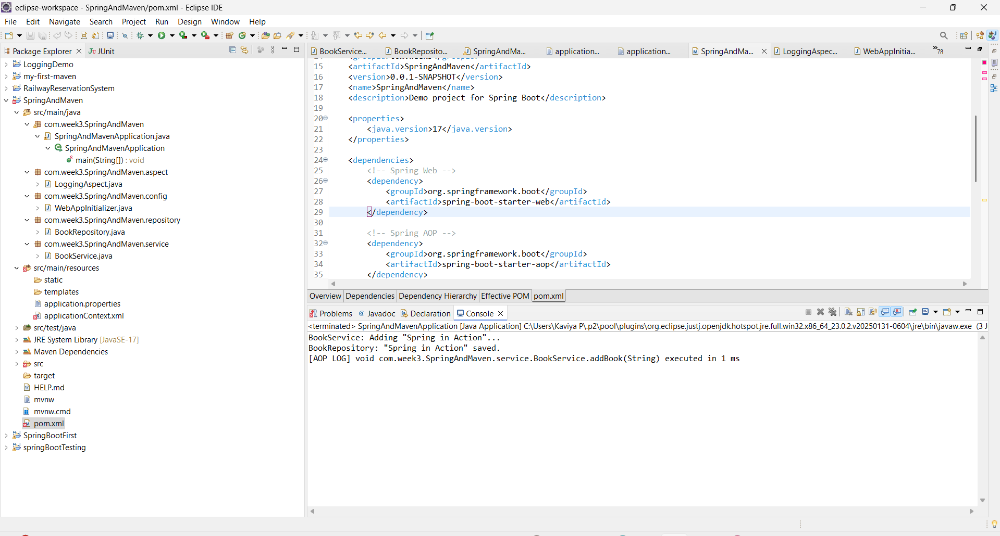 eclipse-workspace - SpringAndMaven/pom.xml - Eclipse IDE
File Edit Navigate Search Project Run Design Window Help
Package Explorer
JUnit
LoggingDemo
my-first-maven
RailwayReservationSystem
SpringAndMaven
src/main/java
com.week3.SpringAndMaven
SpringAndMavenApplication.java
SpringAndMavenApplication
main(String[]) : void
com.week3.SpringAndMaven.aspect
LoggingAspect.java
com.week3.SpringAndMaven.config
WebAppInitializer.java
com.week3.SpringAndMaven.repository
BookRepository.java
com.week3.SpringAndMaven.service
BookService.java
src/main/resources
static
templates
application.properties
applicationContext.xml
src/test/java
JRE System Library [JavaSE-17]
Maven Dependencies
src
target
HELP.md
mvnw
mvnw.cmd
pom.xml
SpringBootFirst
springBootTesting
BookService... BookReposito... SpringAndMa... application... application... SpringAndMa... LoggingAspec... WebAppInitia... »78
15 <artifactId>SpringAndMaven</artifactId>
16 <version>0.0.1-SNAPSHOT</version>
17 <name>SpringAndMaven</name>
18 <description>Demo project for Spring Boot</description>
19
20 <properties>
21 <java.version>17</java.version>
22 </properties>
23
24 <dependencies>
25 <!-- Spring Web -->
26 <dependency>
27 <groupId>org.springframework.boot</groupId>
28 <artifactId>spring-boot-starter-web</artifactId>
29 </dependency>
30
31 <!-- Spring AOP -->
32 <dependency>
33 <groupId>org.springframework.boot</groupId>
34 <artifactId>spring-boot-starter-aop</artifactId>
35 </dependency>
Overview Dependencies Dependency Hierarchy Effective POM pom.xml
Problems Javadoc Declaration Console
<terminated> SpringAndMavenApplication [Java Application] C:\Users\Kaviya P\.p2\pool\plugins\org.eclipse.justj.openjdk.hotspot.jre.full.win32.x86_64_23.0.2.v20250131-0604\jre\bin\javaw.exe (3 J
BookService: Adding "Spring in Action"...
BookRepository: "Spring in Action" saved.
[AOP LOG] void com.week3.SpringAndMaven.service.BookService.addBook(String) executed in 1 ms